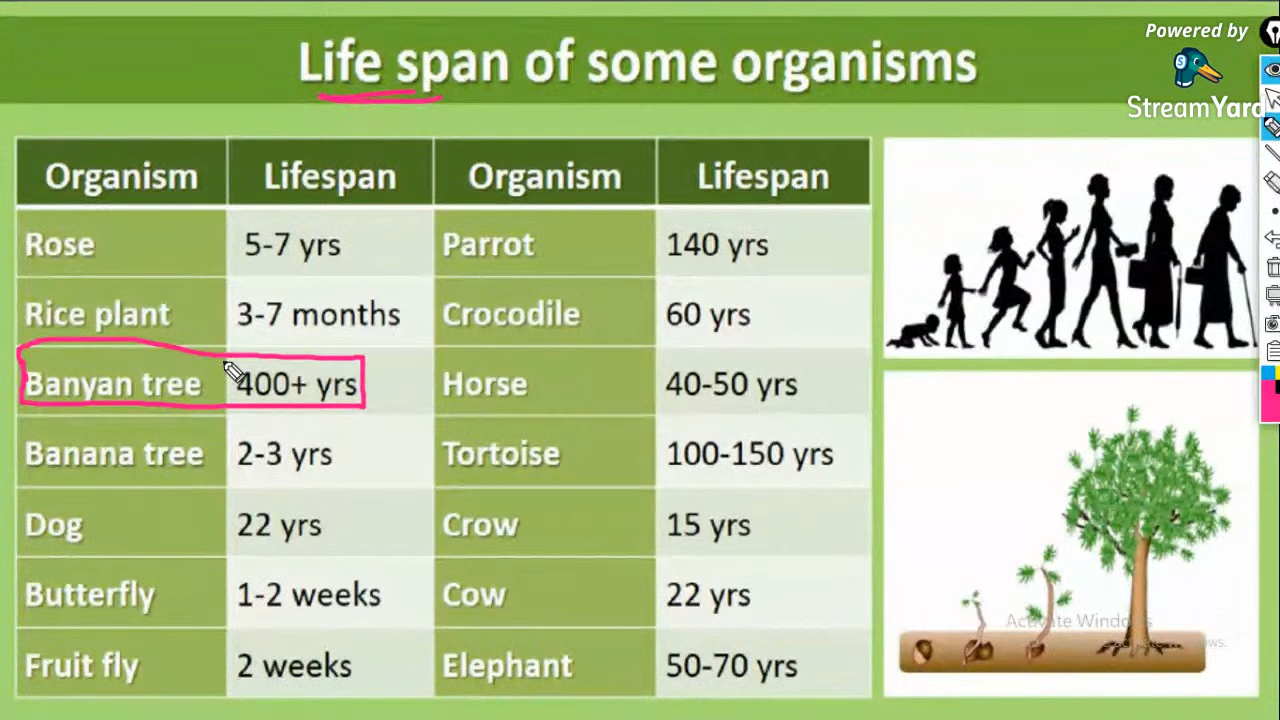 Powered by
StreamYard
Life span of some organisms
Organism Lifespan Organism Lifespan
Rose 5-7 yrs Parrot 140 yrs
Rice plant 3-7 months Crocodile 60 yrs
Banyan tree 400+ yrs Horse 40-50 yrs
Banana tree 2-3 yrs Tortoise 100-150 yrs
Dog 22 yrs Crow 15 yrs
Butterfly 1-2 weeks Cow 22 yrs
Fruit fly 2 weeks Elephant 50-70 yrs
Activate Windows